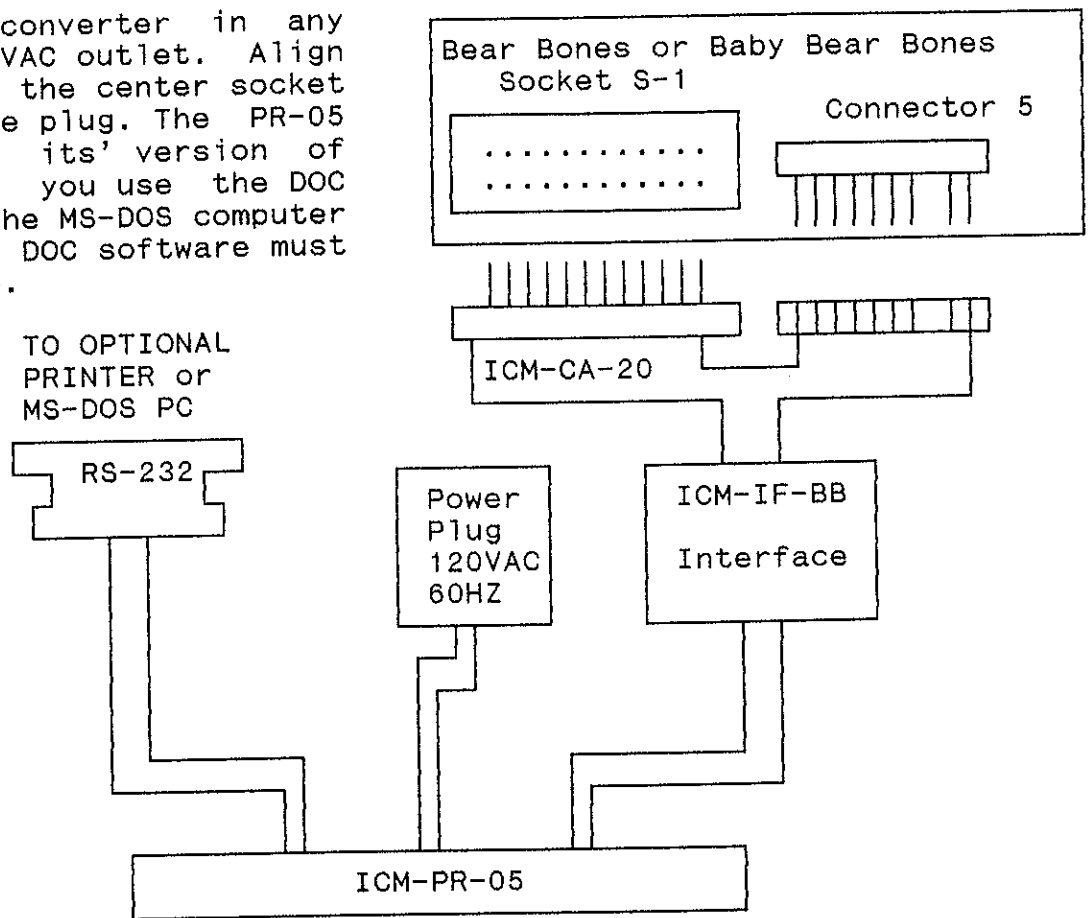 converter in any
VAC outlet. Align
the center socket
e plug. The PR-05
its' version of
you use the DOC
he MS-DOS computer
DOC software must
.
Bear Bones or Baby Bear Bones
Socket S-1
Connector 5
ICM-CA-20
TO OPTIONAL
PRINTER or
MS-DOS PC
RS-232
Power
Plug
120VAC
60HZ
ICM-IF-BB
Interface
ICM-PR-05